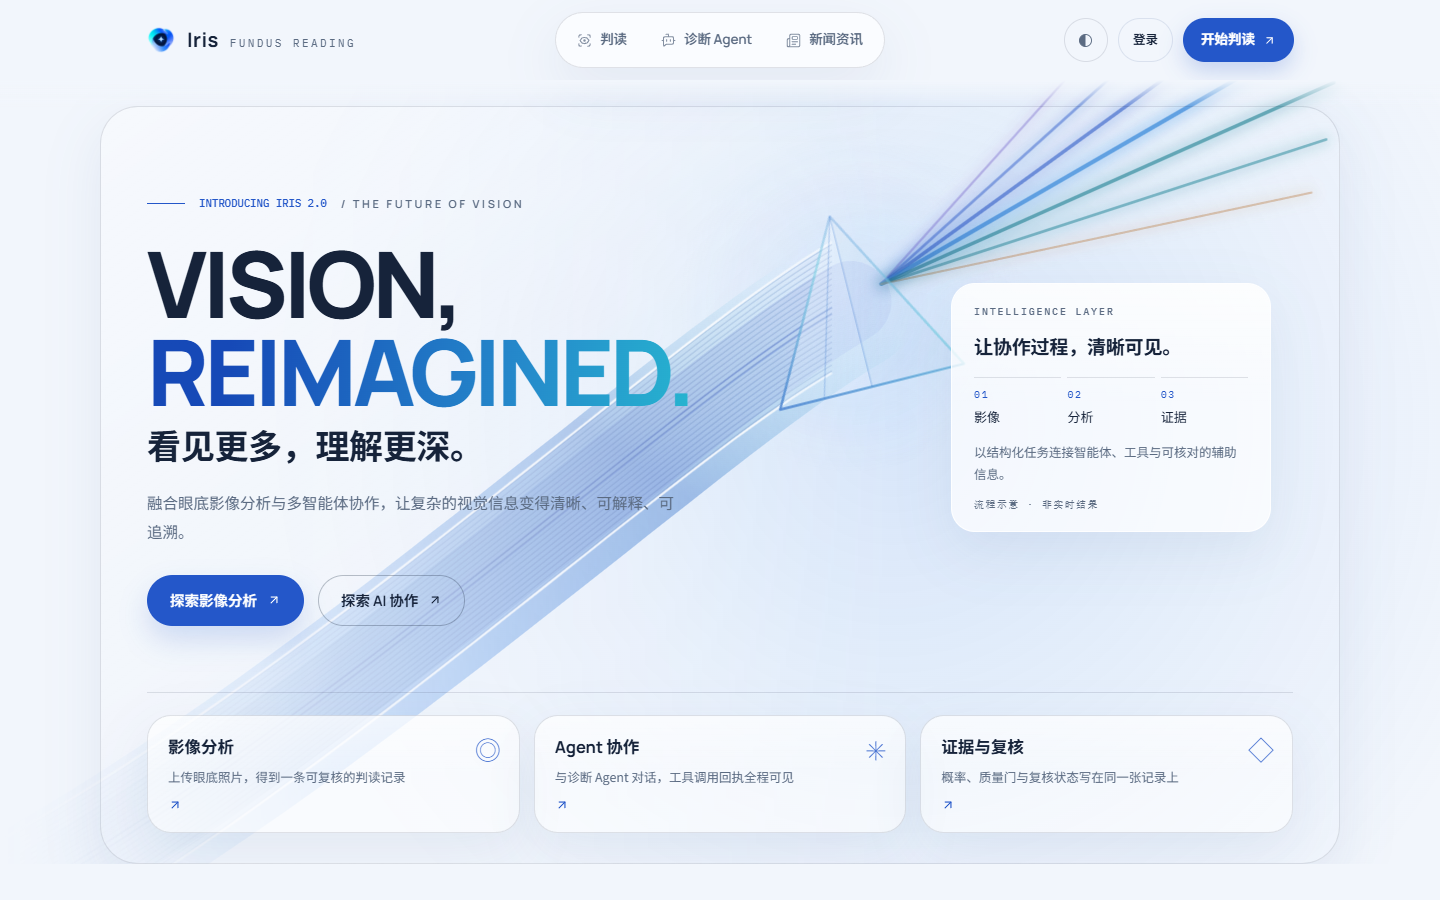 Iris FUNDUS READING
判读
诊断 Agent
新闻资讯
登录
开始判读
INTRODUCING IRIS 2.0 / THE FUTURE OF VISION
VISION,
REIMAGINED.
看见更多，理解更深。
融合眼底影像分析与多智能体协作，让复杂的视觉信息变得清晰、可解释、可
追溯。
探索影像分析
探索 AI 协作
INTELLIGENCE LAYER
让协作过程，清晰可见。
01 02 03
影像 分析 证据
以结构化任务连接智能体、工具与可核对的辅助
信息。
流程示意 · 非实时结果
影像分析
上传眼底照片，得到一条可复核的判读记录
Agent 协作
与诊断 Agent 对话，工具调用回执全程可见
证据与复核
概率、质量门与复核状态写在同一张记录上